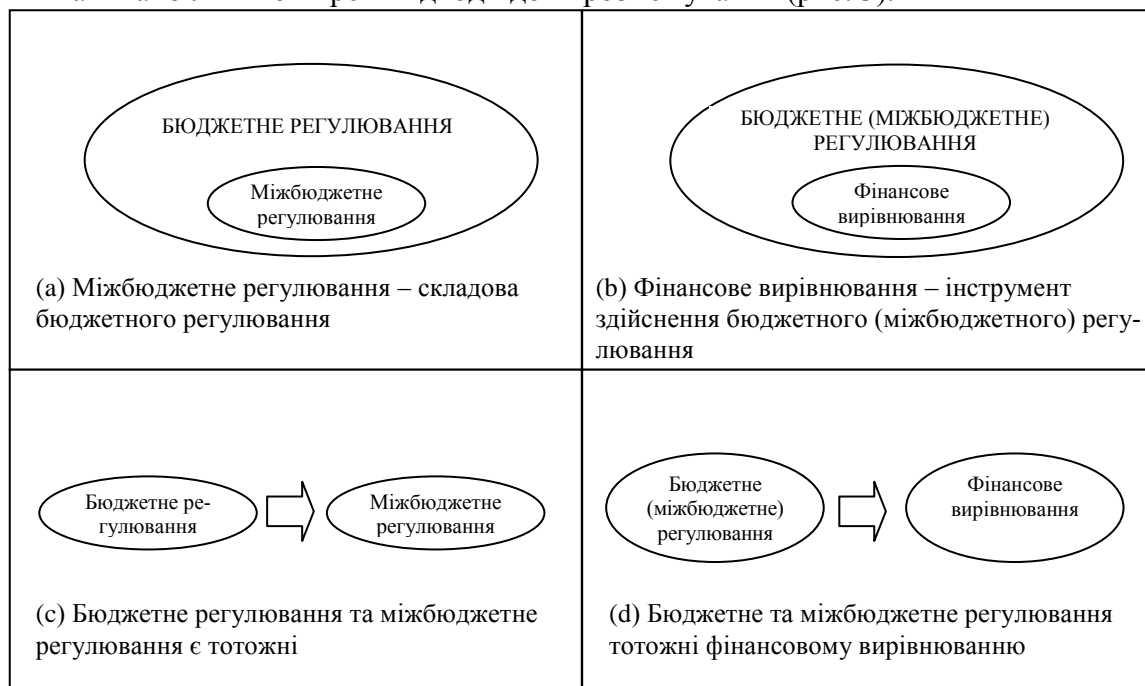 БЮДЖЕТНЕ РЕГУЛЮВАННЯ
Міжбюджетне
регулювання
(a) Міжбюджетне регулювання – складова
бюджетного регулювання
БЮДЖЕТНЕ (МІЖБЮДЖЕТНЕ)
РЕГУЛЮВАННЯ
Фінансове
вирівнювання
(b) Фінансове вирівнювання – інструмент
здійснення бюджетного (міжбюджетного) регу-
лювання
Бюджетне ре-
гулювання
Міжбюджетне
регулювання
(c) Бюджетне регулювання та міжбюджетне
регулювання є тотожні
Бюджетне
(міжбюджетне)
регулювання
Фінансове
вирівнювання
(d) Бюджетне та міжбюджетне регулювання
тотожні фінансовому вирівнюванню